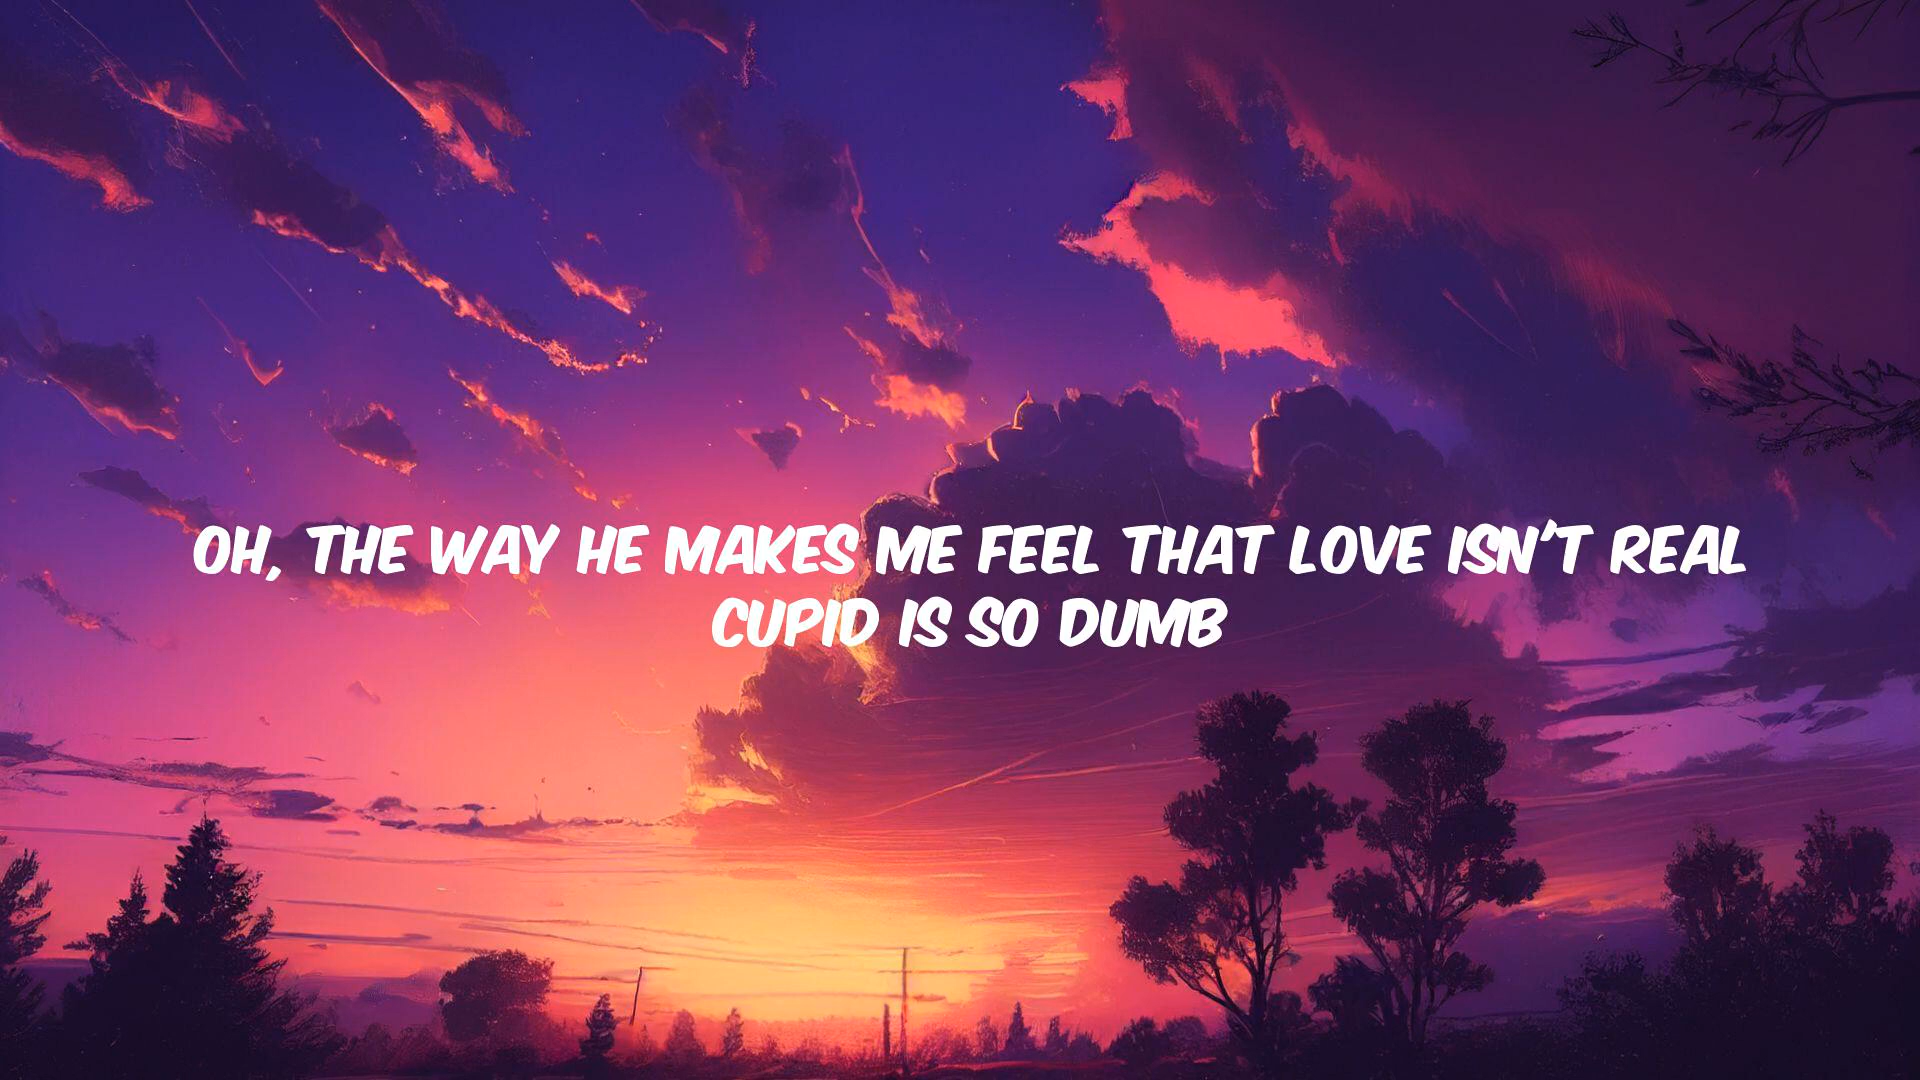 OH, THE WAY HE MAKES ME FEEL THAT LOVE ISN'T REAL
CUPID IS SO DUMB